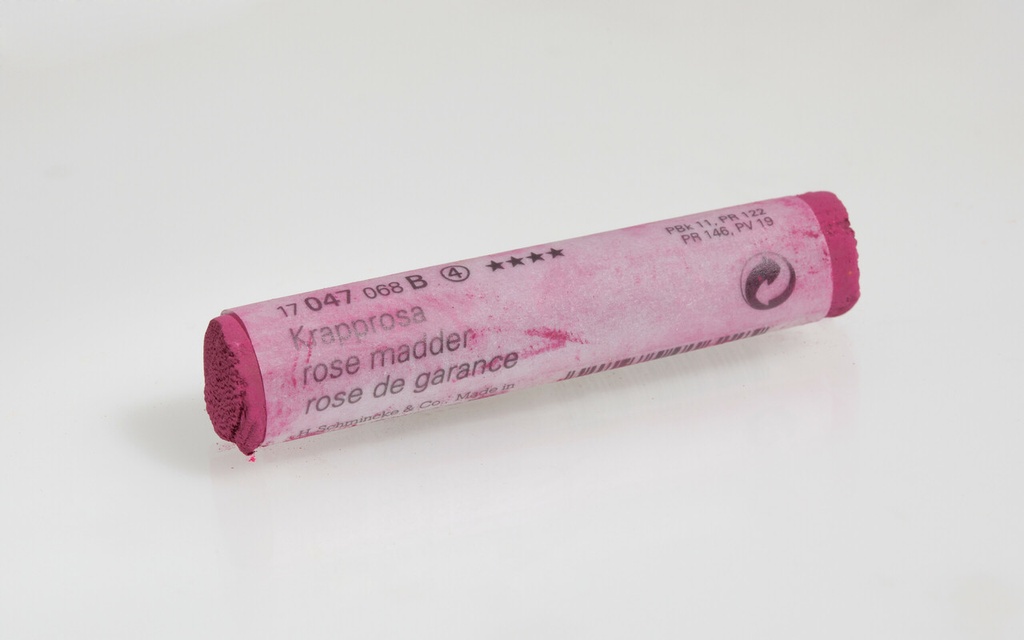 17 047 068 B 4 ★★★★
Krapprosa
rose madder
rose de garance
H. Schmincke & Co., Made in
PBk 11, PR 122
PR 146, PV 19